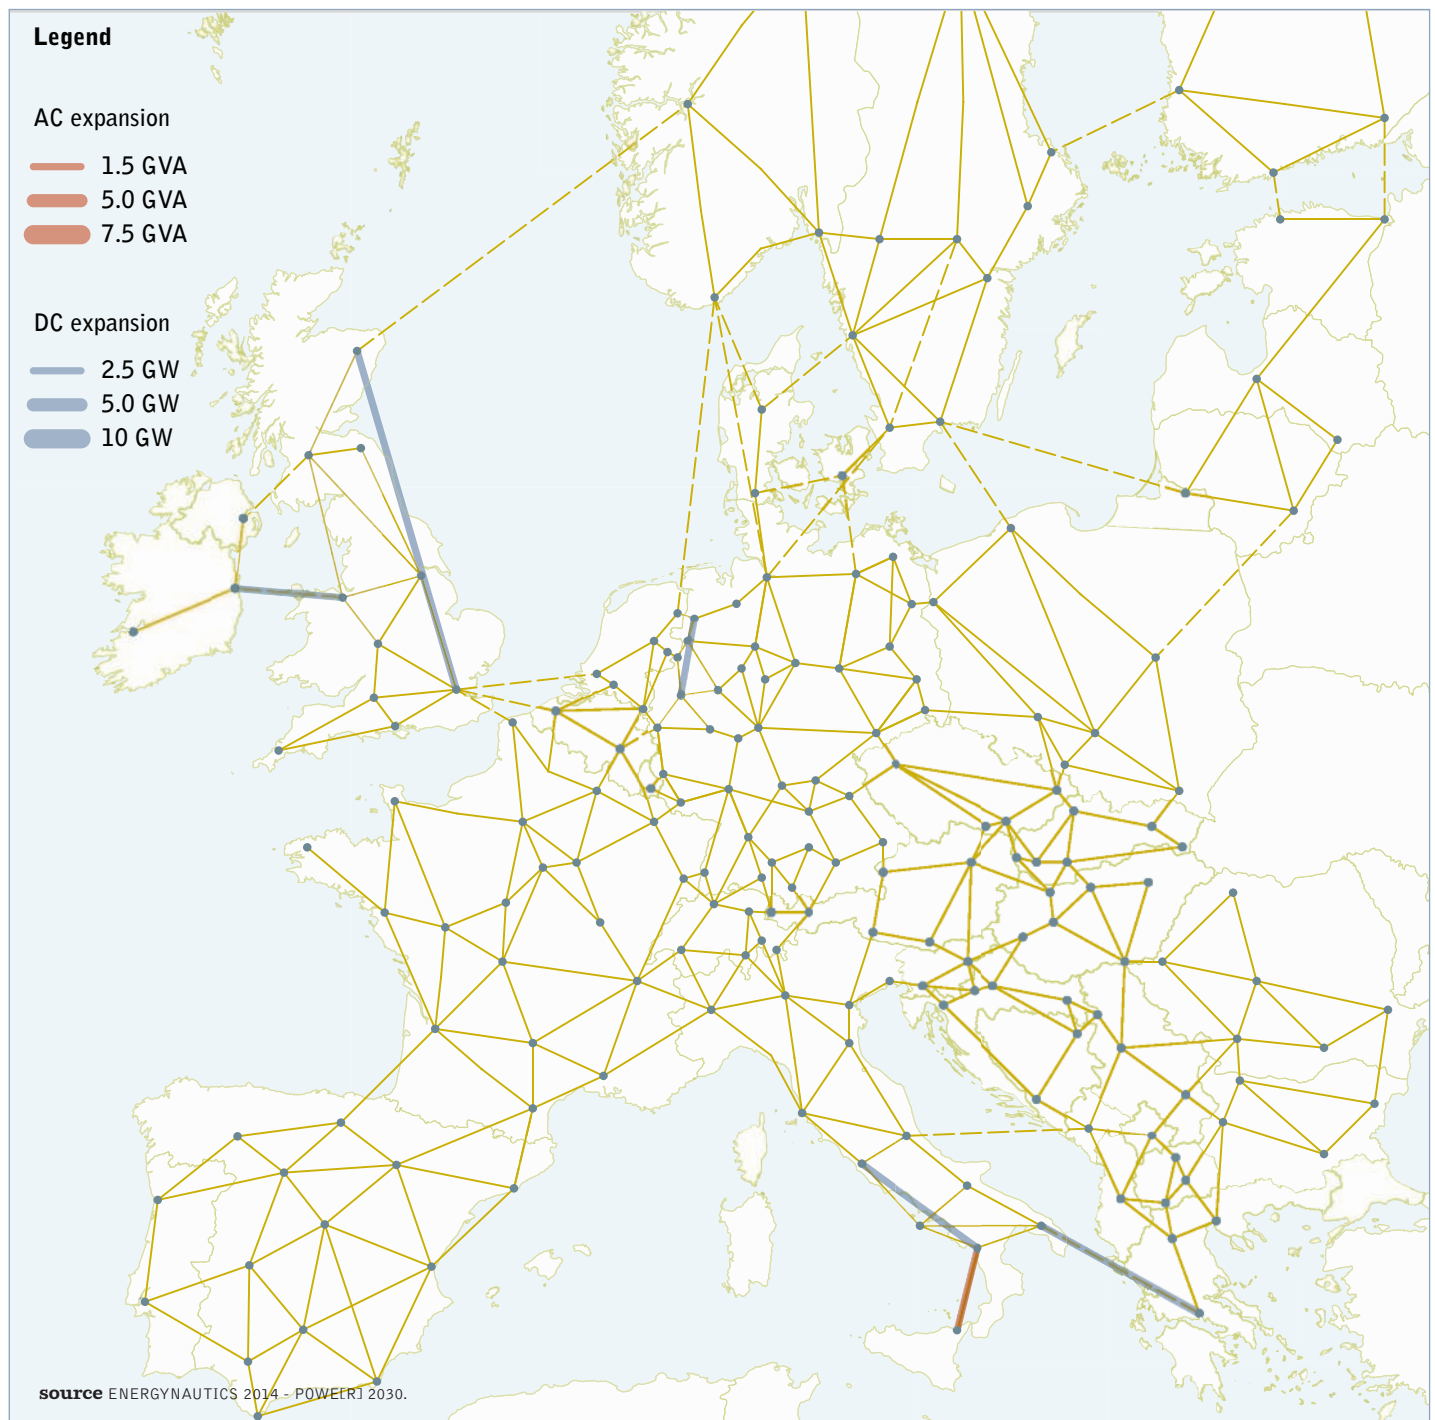 Legend
AC expansion
1.5 GVA
5.0 GVA
7.5 GVA
DC expansion
2.5 GW
5.0 GW
10 GW
source ENERGYNAUTICS 2014 - POWE[R] 2030.